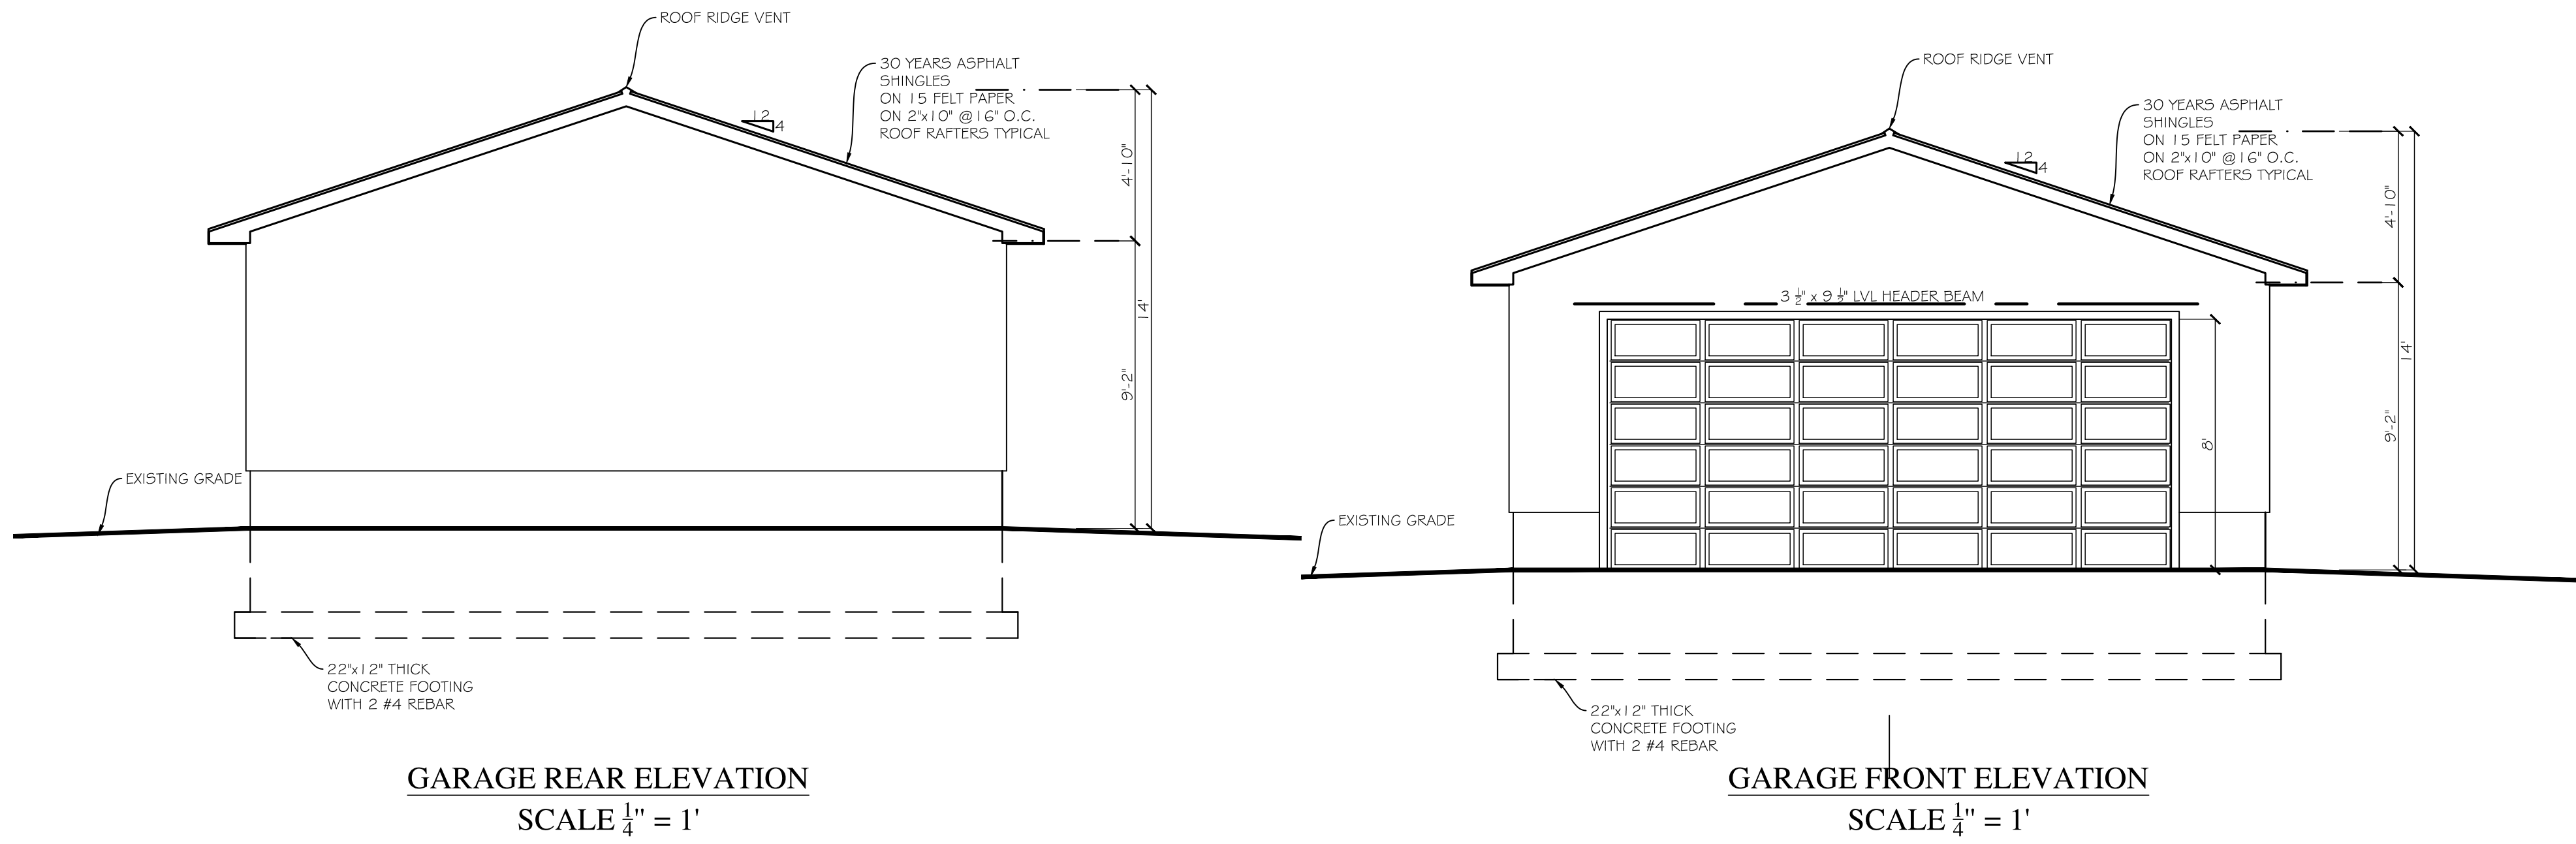 ROOF RIDGE VENT
30 YEARS ASPHALT
SHINGLES
ON 15 FELT PAPER
ON 2"x10" @16" O.C.
ROOF RAFTERS TYPICAL
12
4
4'-10"
14'
9'-2"
EXISTING GRADE
22"x12" THICK
CONCRETE FOOTING
WITH 2 #4 REBAR
GARAGE REAR ELEVATION
SCALE 1/4" = 1'
ROOF RIDGE VENT
30 YEARS ASPHALT
SHINGLES
ON 15 FELT PAPER
ON 2"x10" @16" O.C.
ROOF RAFTERS TYPICAL
12
4
4'-10"
3 1/2" x 9 1/2" LVL HEADER BEAM
14'
9'-2"
8'
EXISTING GRADE
22"x12" THICK
CONCRETE FOOTING
WITH 2 #4 REBAR
GARAGE FRONT ELEVATION
SCALE 1/4" = 1'